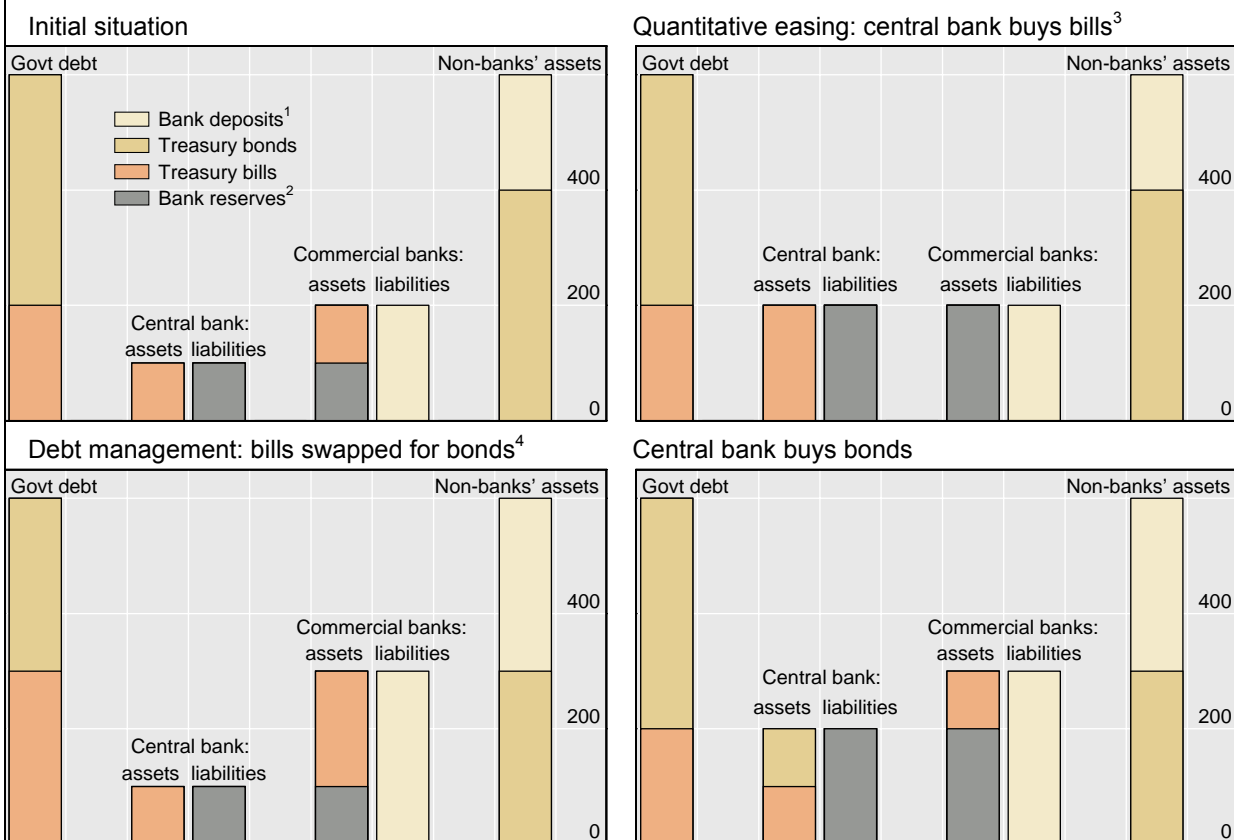 Initial situation
Govt debt
Non-banks’ assets
Bank deposits1
Treasury bonds
Treasury bills
Bank reserves2
400
Commercial banks:
assets liabilities
200
Central bank:
assets liabilities
0
Quantitative easing: central bank buys bills3
Govt debt
Non-banks’ assets
400
Central bank:
assets liabilities
Commercial banks:
assets liabilities
200
0
Debt management: bills swapped for bonds4
Govt debt
Non-banks’ assets
400
Commercial banks:
assets liabilities
200
Central bank:
assets liabilities
0
Central bank buys bonds
Govt debt
Non-banks’ assets
400
Commercial banks:
assets liabilities
Central bank:
assets liabilities
200
0